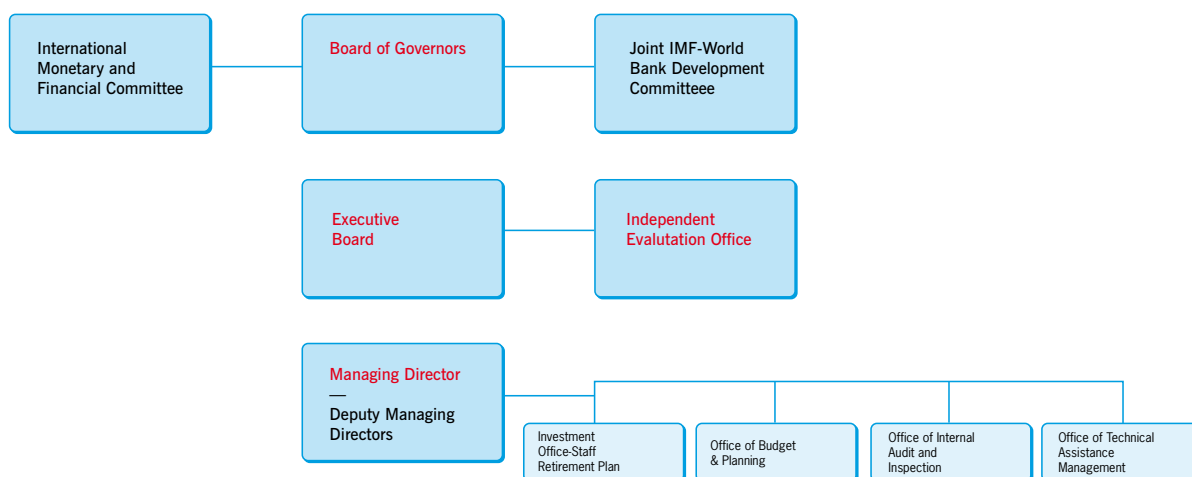 International
Monetary and
Financial Committee
Board of Governors
Joint IMF-World
Bank Development
Committeee
Executive
Board
Independent
Evalutation Office
Managing Director
—
Deputy Managing
Directors
Investment
Office-Staff
Retirement Plan
Office of Budget
& Planning
Office of Internal
Audit and
Inspection
Office of Technical
Assistance
Management